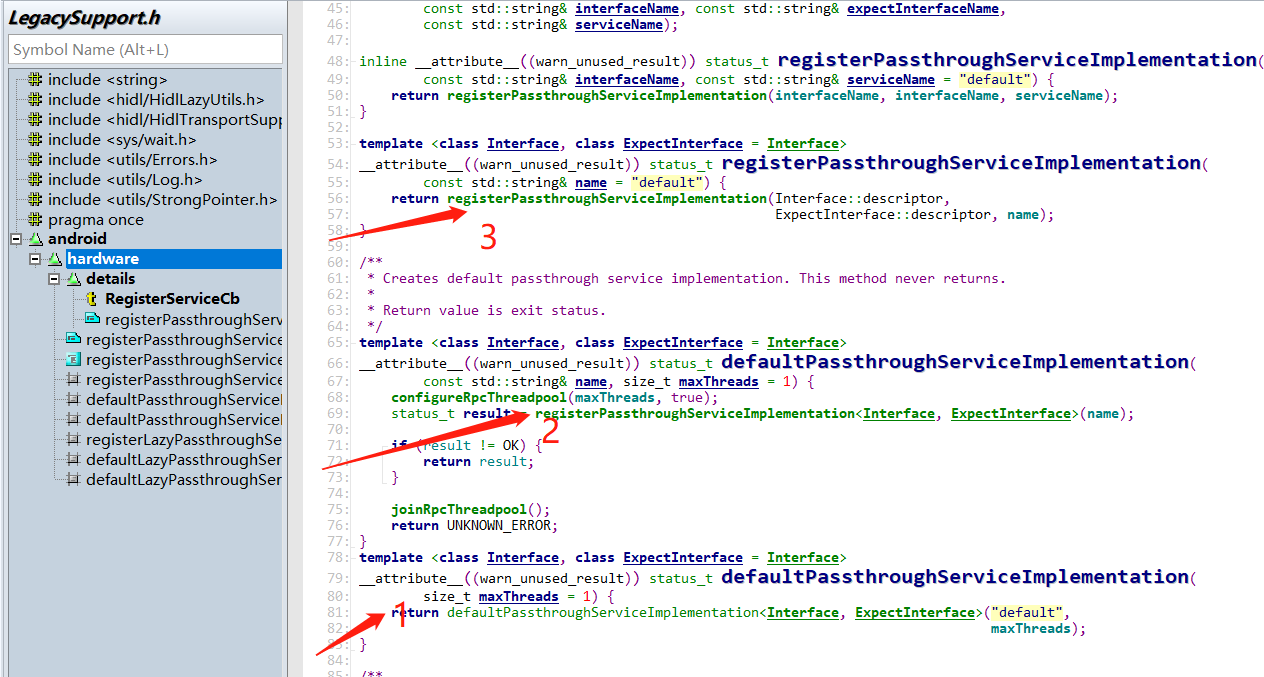 LegacySupport.h
Symbol Name (Alt+L)
include <string>
include <hidl/HidlLazyUtils.h>
include <hidl/HidlTransportSupp
include <sys/wait.h>
include <utils/Errors.h>
include <utils/Log.h>
include <utils/StrongPointer.h>
pragma once
android
hardware
details
RegisterServiceCb
registerPassthroughServ
registerPassthroughService
registerPassthroughService
registerPassthroughService
defaultPassthroughServiceI
defaultPassthroughServiceI
registerLazyPassthroughSe
defaultLazyPassthroughSer
defaultLazyPassthroughSer
45: const std::string& interfaceName, const std::string& expectInterfaceName,
46: const std::string& serviceName);
47:
48: inline __attribute__((warn_unused_result)) status_t registerPassthroughServiceImplementation(
49: const std::string& interfaceName, const std::string& serviceName = "default") {
50: return registerPassthroughServiceImplementation(interfaceName, interfaceName, serviceName);
51: }
52:
53: template <class Interface, class ExpectInterface = Interface>
54: __attribute__((warn_unused_result)) status_t registerPassthroughServiceImplementation(
55: const std::string& name = "default") {
56: return registerPassthroughServiceImplementation(Interface::descriptor,
57: ExpectInterface::descriptor, name);
58: }
3
59:
60: /**
61: * Creates default passthrough service implementation. This method never returns.
62: *
63: * Return value is exit status.
64: */
65: template <class Interface, class ExpectInterface = Interface>
66: __attribute__((warn_unused_result)) status_t defaultPassthroughServiceImplementation(
67: const std::string& name, size_t maxThreads = 1) {
68: configureRpcThreadpool(maxThreads, true);
69: status_t result = registerPassthroughServiceImplementation<Interface, ExpectInterface>(name);
70:
2
71: if (result != OK) {
72: return result;
73: }
74:
75: joinRpcThreadpool();
76: return UNKNOWN_ERROR;
77: }
78: template <class Interface, class ExpectInterface = Interface>
79: __attribute__((warn_unused_result)) status_t defaultPassthroughServiceImplementation(
80: size_t maxThreads = 1) {
81: return defaultPassthroughServiceImplementation<Interface, ExpectInterface>("default",
1
82: maxThreads);
83: }
84:
85: /**